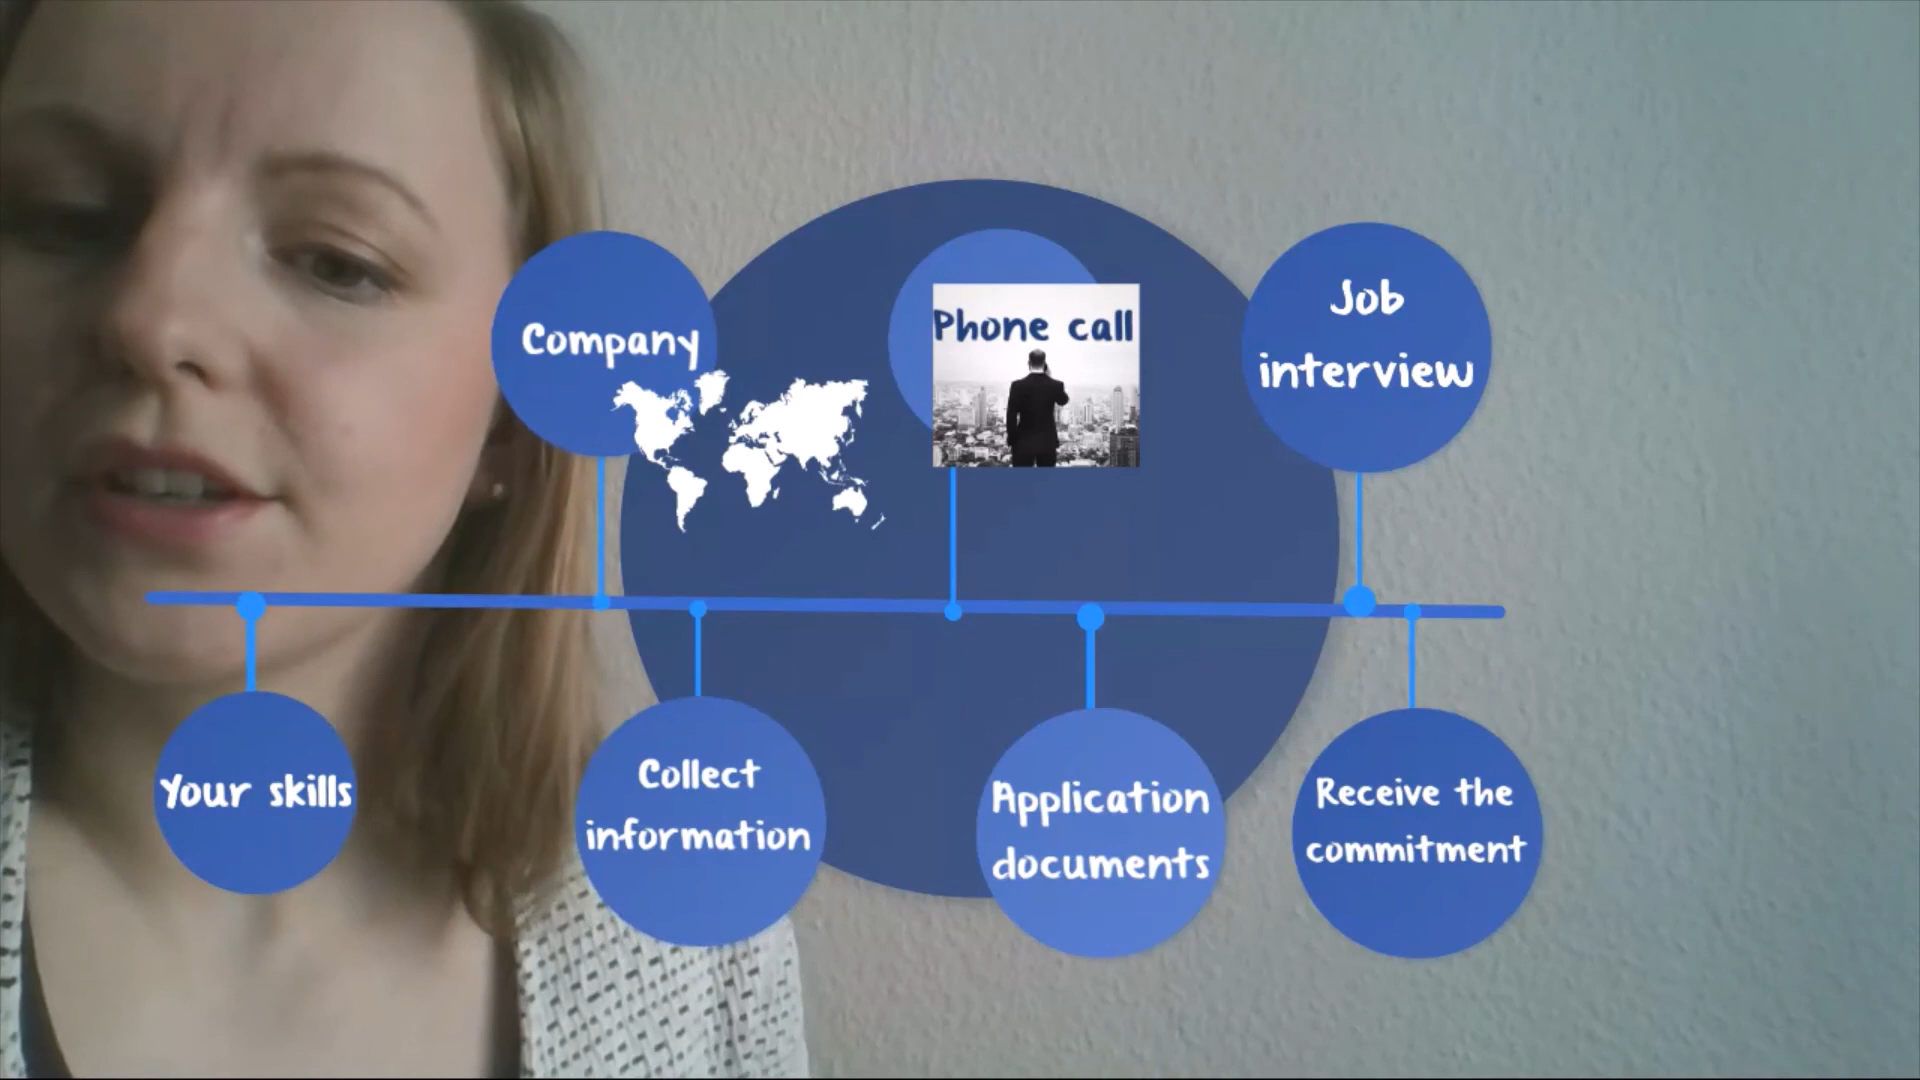 Company
Phone call
Job
interview
Your skills
Collect
information
Application
documents
Receive the
commitment